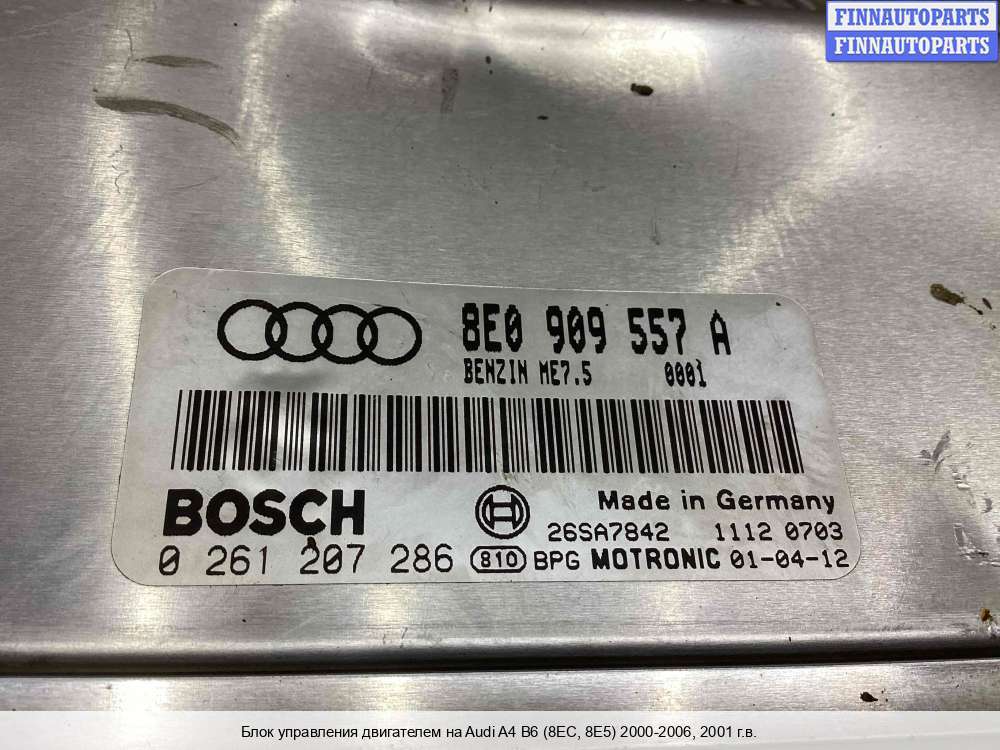 FINNAUTOPARTS
FINNAUTOPARTS
8E0 909 557 A
BENZIN ME7.5 0001
BOSCH
Made in Germany
26SA7842 1112 0703
0 261 207 286 810 BPG MOTRONIC 01-04-12
Блок управления двигателем на Audi A4 B6 (8EC, 8E5) 2000-2006, 2001 г.в.